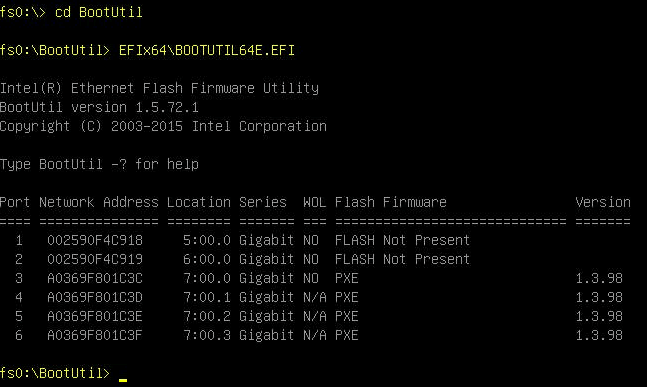 fs0:\> cd BootUtil
fs0:\BootUtil> EFIx64\BOOTUTIL64E.EFI
Intel(R) Ethernet Flash Firmware Utility
BootUtil version 1.5.72.1
Copyright (C) 2003-2015 Intel Corporation
Type BootUtil -? for help
Port Network Address Location Series  WOL Flash Firmware                Version
==== =============== ======== ======= === ============================= =======
  1   002590F4C918     5:00.0 Gigabit NO  FLASH Not Present
  2   002590F4C919     6:00.0 Gigabit NO  FLASH Not Present
  3   A0369F801C3C     7:00.0 Gigabit NO  PXE                           1.3.98
  4   A0369F801C3D     7:00.1 Gigabit N/A PXE                           1.3.98
  5   A0369F801C3E     7:00.2 Gigabit N/A PXE                           1.3.98
  6   A0369F801C3F     7:00.3 Gigabit N/A PXE                           1.3.98
fs0:\BootUtil> _